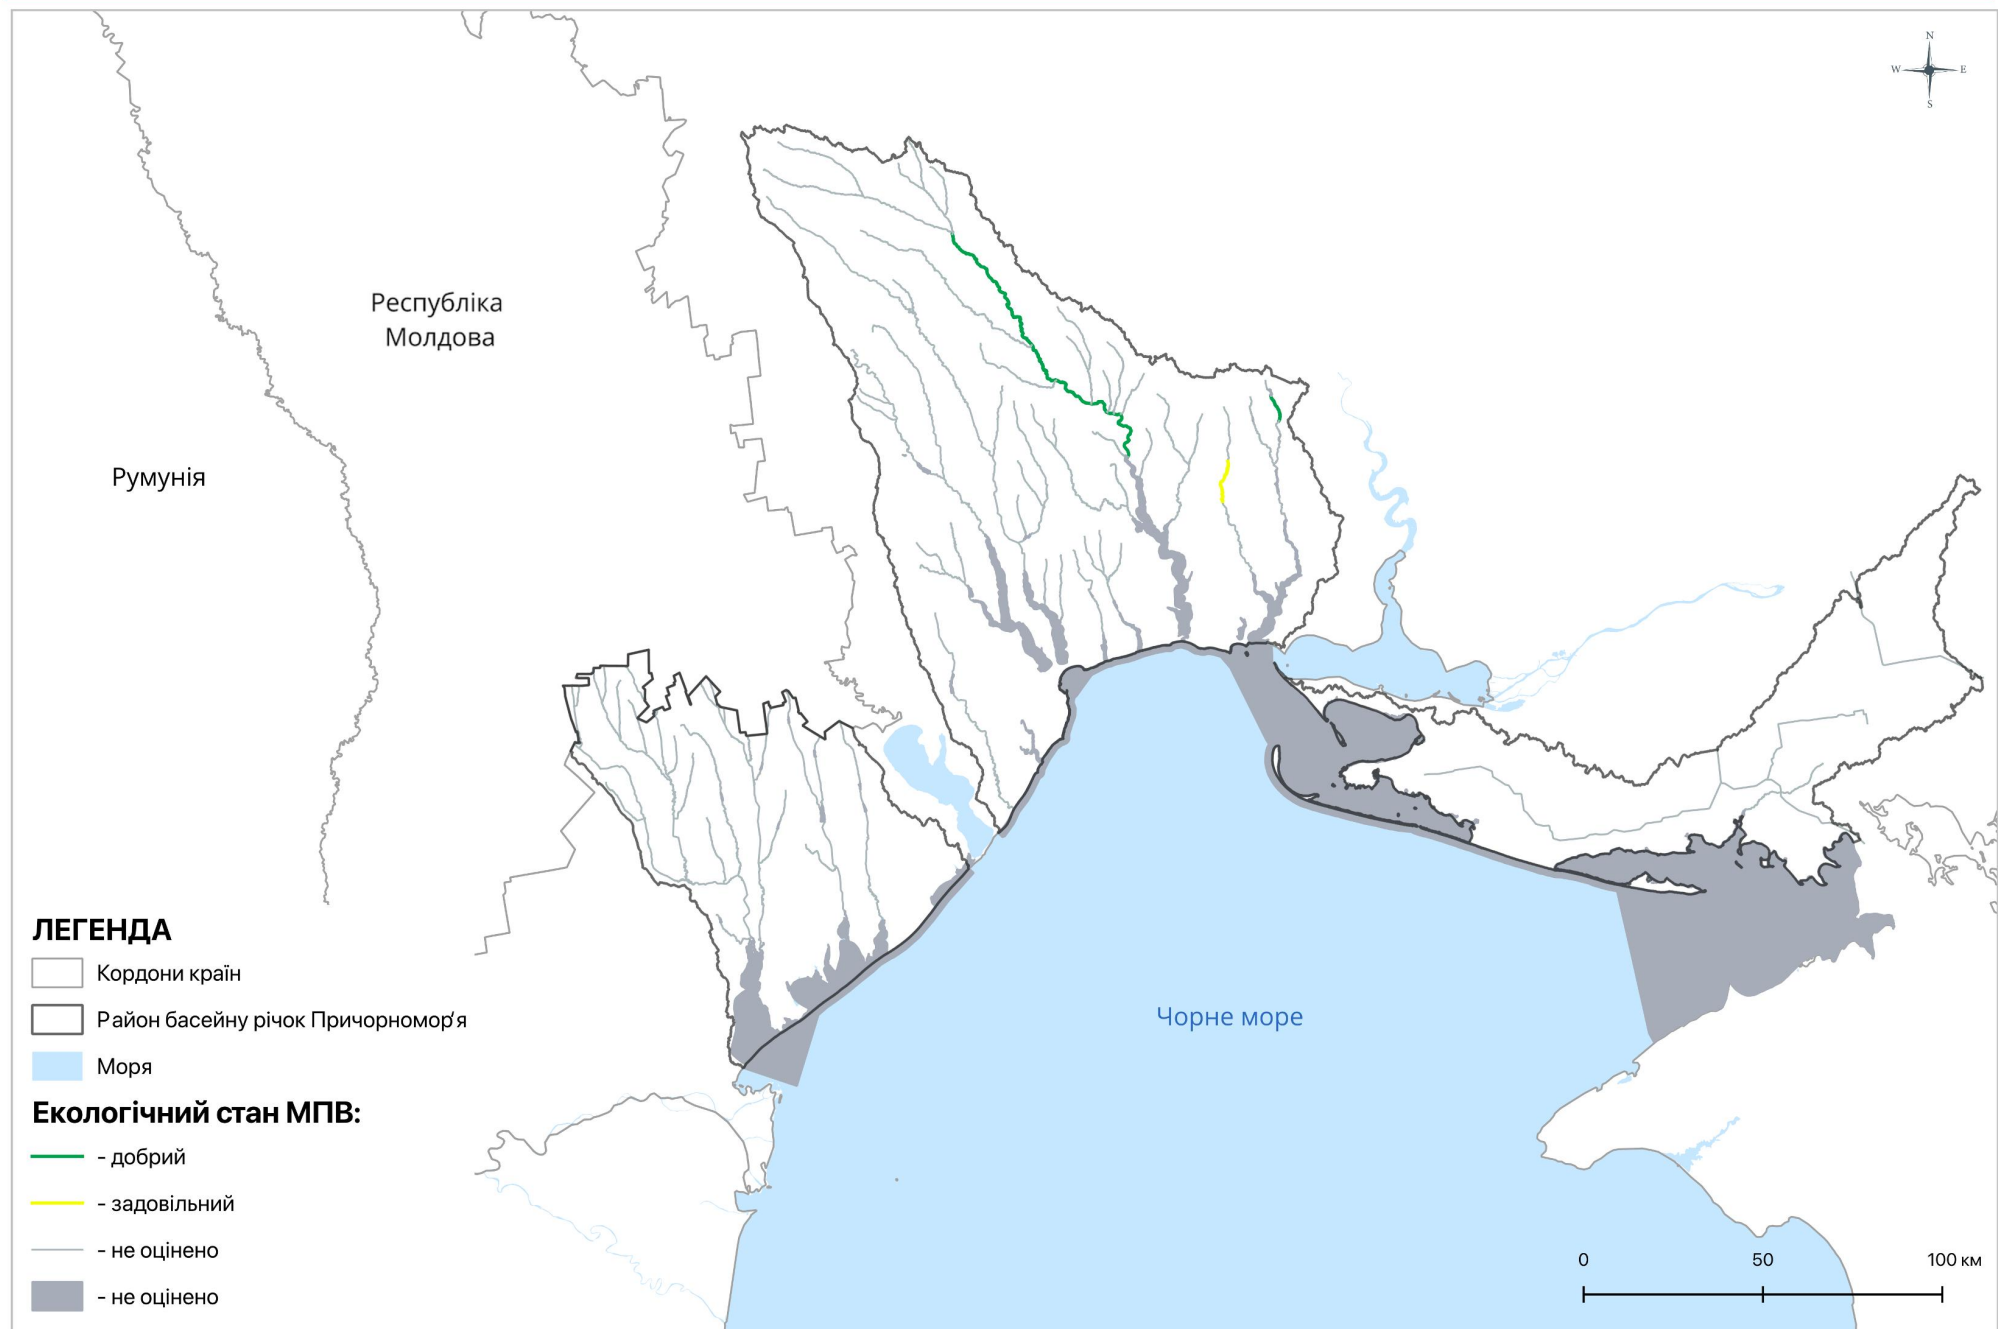 N
W E
S
Республіка
Молдова
Румунія
Чорне море
ЛЕГЕНДА
Кордони країн
Район басейну річок Причорномор'я
Моря
Екологічний стан МПВ:
- добрий
- задовільний
- не оцінено
- не оцінено
0 50 100 км